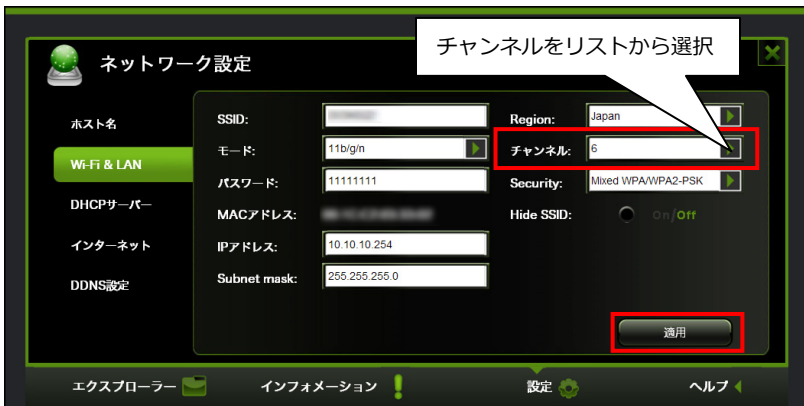 チャンネルをリストから選択
ネットワーク設定
ホスト名
Wi-Fi & LAN
DHCPサーバー
インターネット
DDNS設定
SSID:
モード: 11b/g/n
パスワード: 11111111
MACアドレス:
IPアドレス: 10.10.10.254
Subnet mask: 255.255.255.0
Region: Japan
チャンネル: 6
Security: Mixed WPA/WPA2-PSK
Hide SSID: On/Off
適用
エクスプローラー インフォメーション 設定 ヘルプ